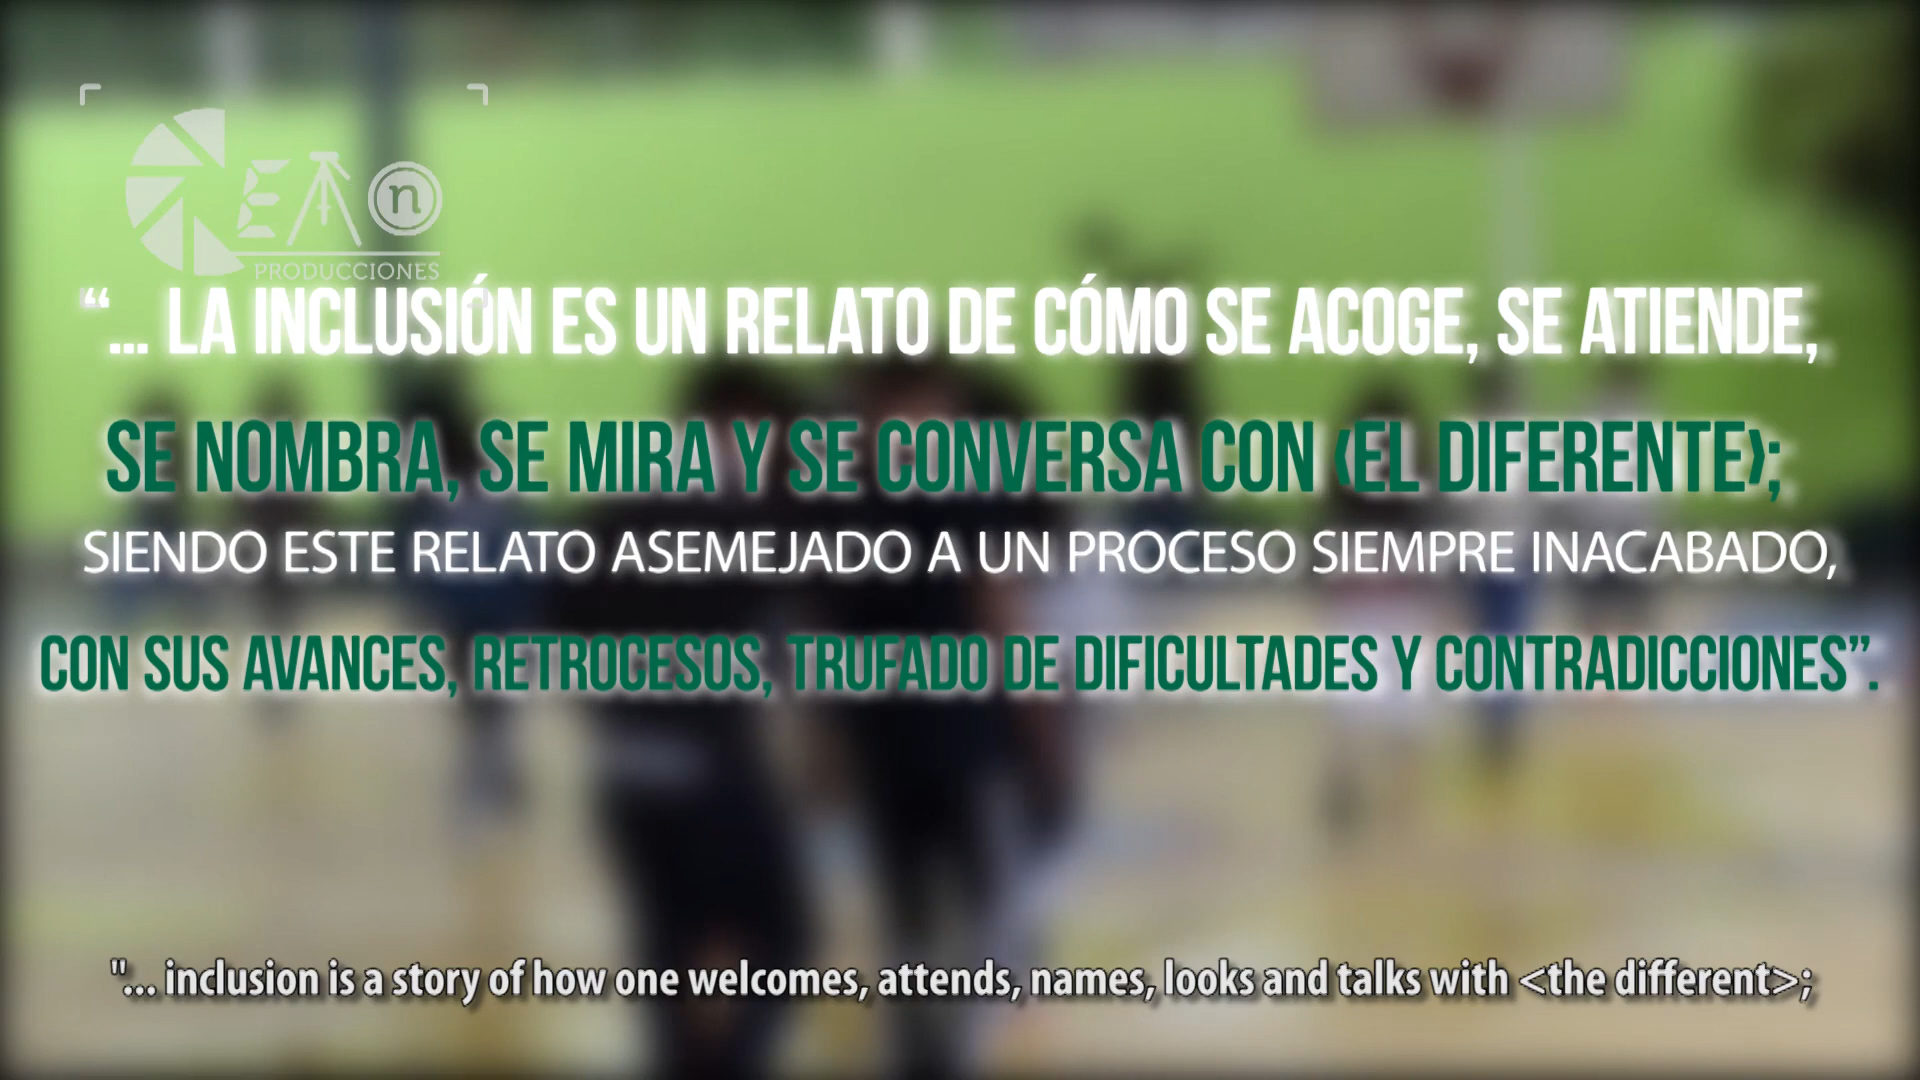 CEAn
PRODUCCIONES
“... LA INCLUSIÓN ES UN RELATO DE CÓMO SE ACOGE, SE ATIENDE,
SE NOMBRA, SE MIRA Y SE CONVERSA CON ‹EL DIFERENTE›;
SIENDO ESTE RELATO ASEMEJADO A UN PROCESO SIEMPRE INACABADO,
CON SUS AVANCES, RETROCESOS, TRUFADO DE DIFICULTADES Y CONTRADICCIONES”.
"... inclusion is a story of how one welcomes, attends, names, looks and talks with <the different>;